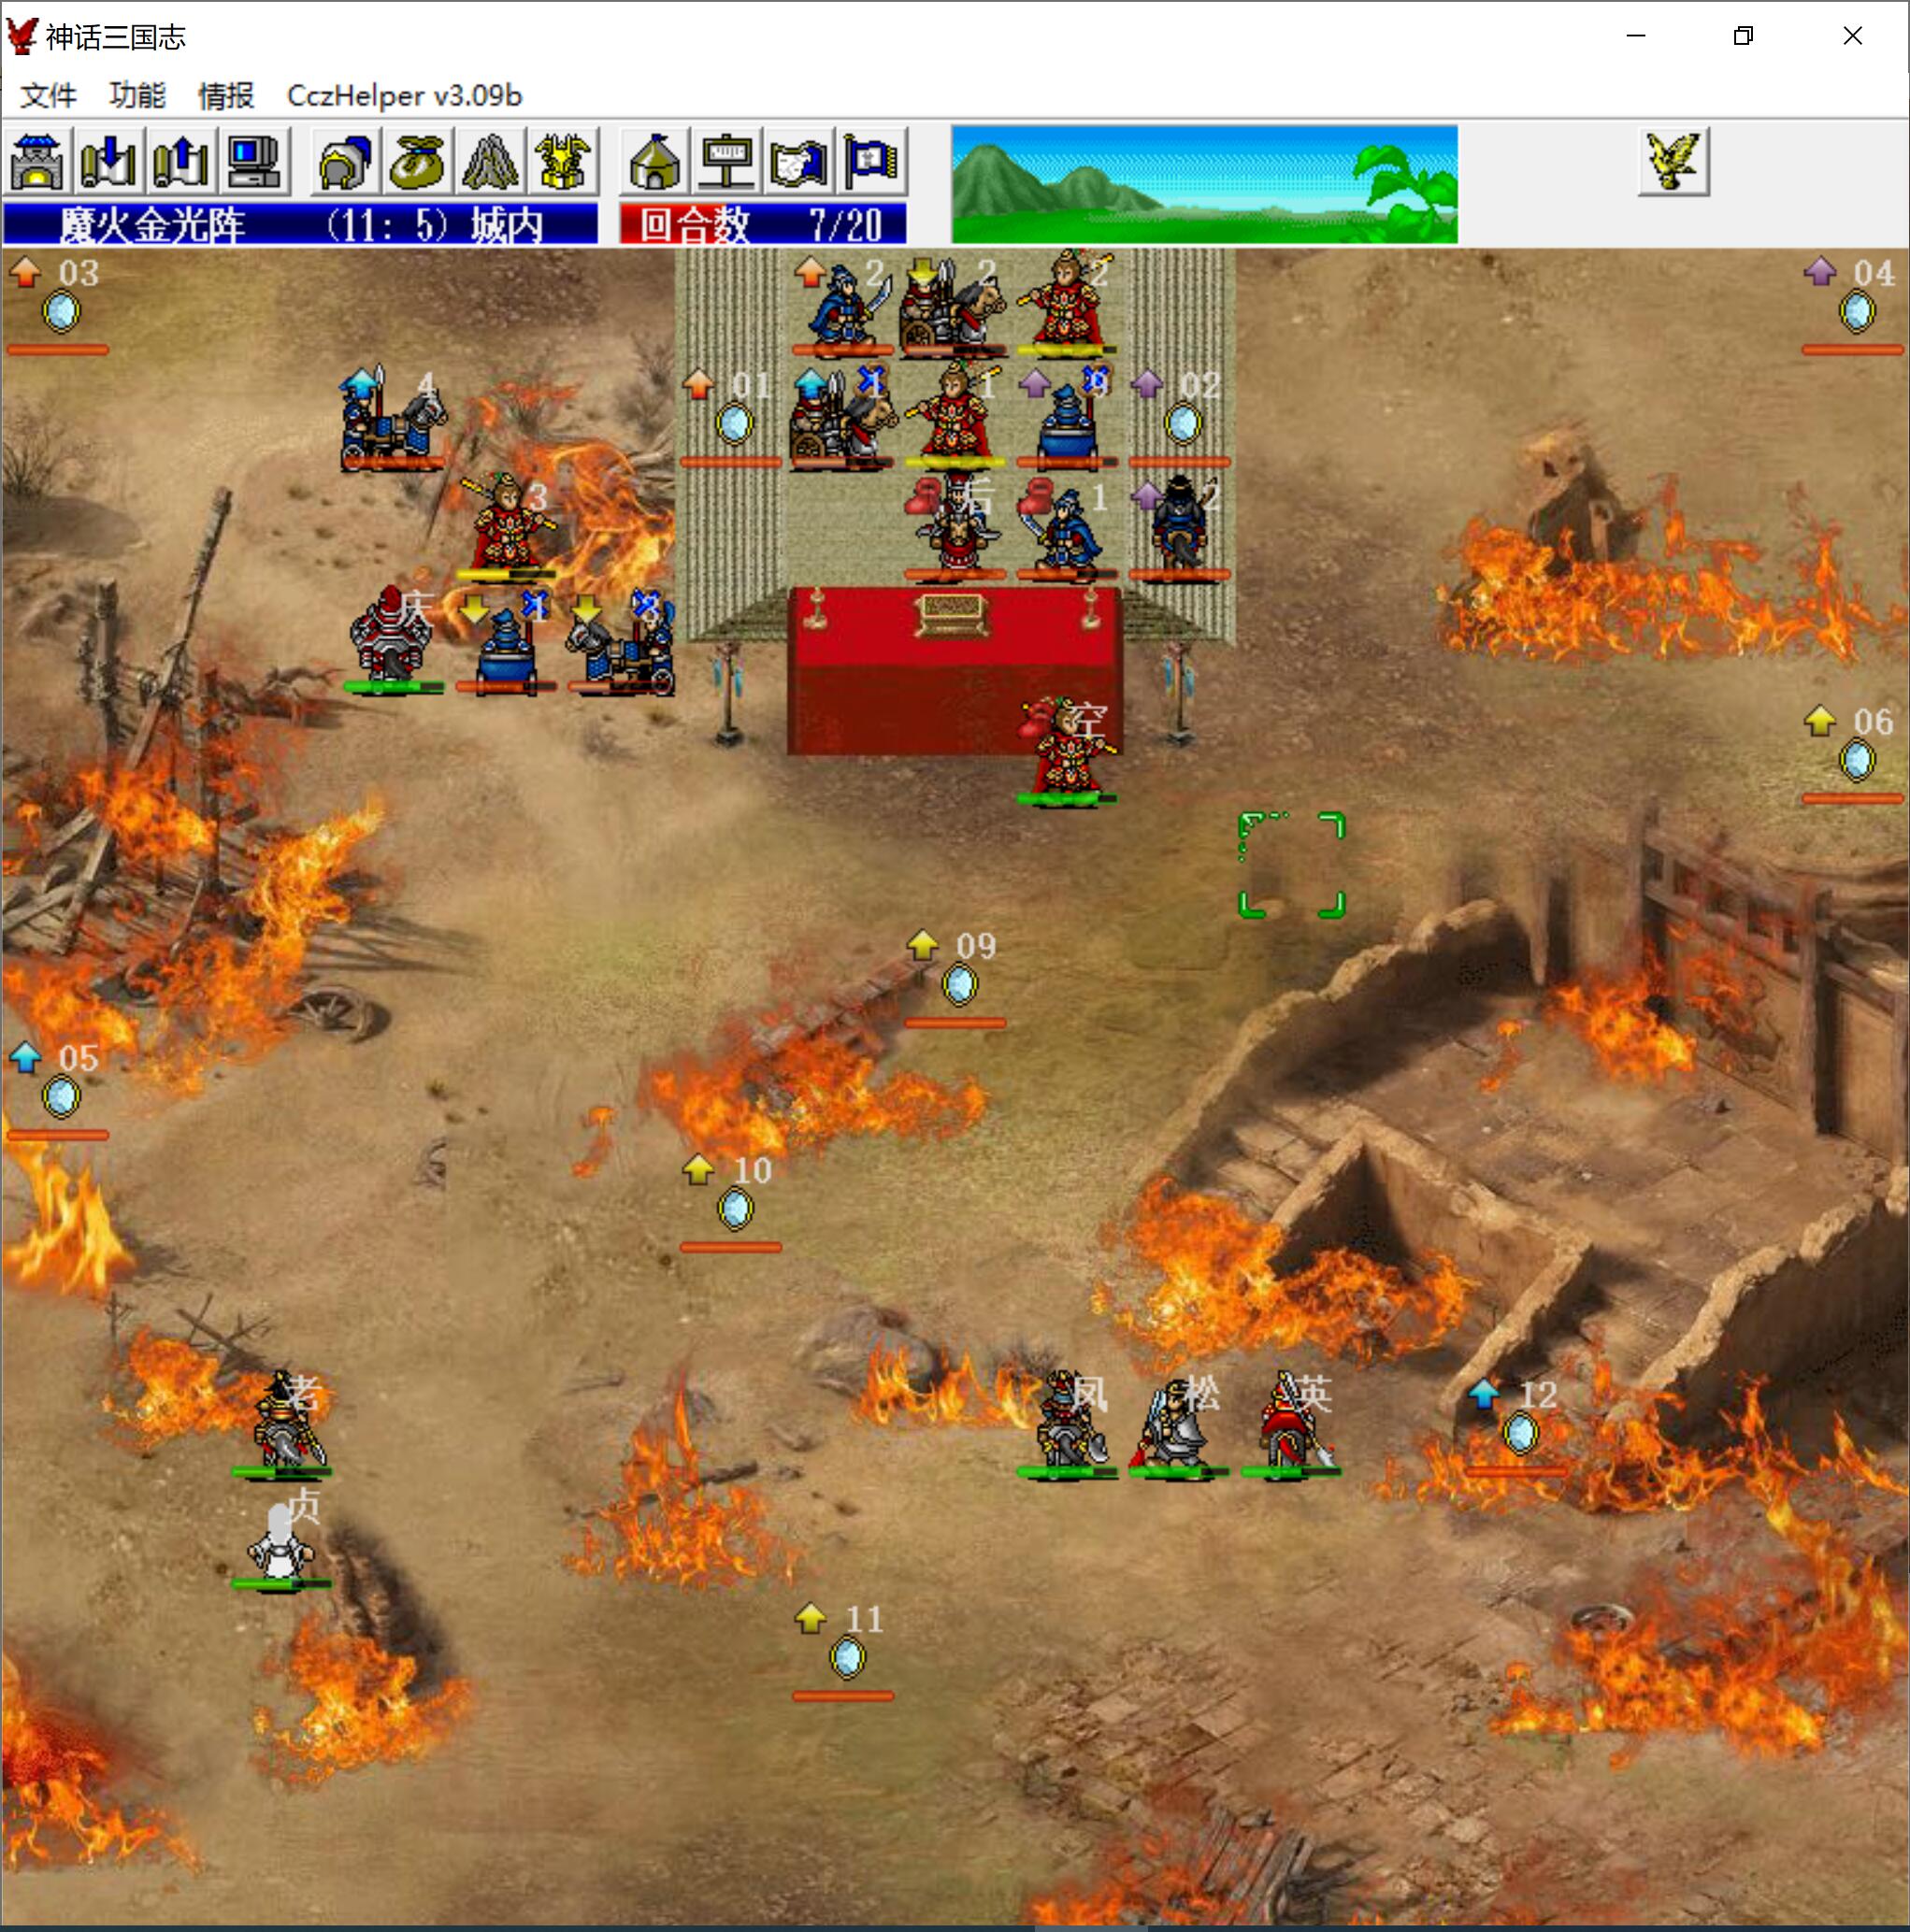 神话三国志
文件 功能 情报 CczHelper v3.09b
魔火金光阵 (11: 5) 城内 回合数 7/20
03 2 2 2 04
4 01 1 1 02
3 后 1 2
庆 1
空 06
09
05
10
老 凤 松 英 12
贞
11